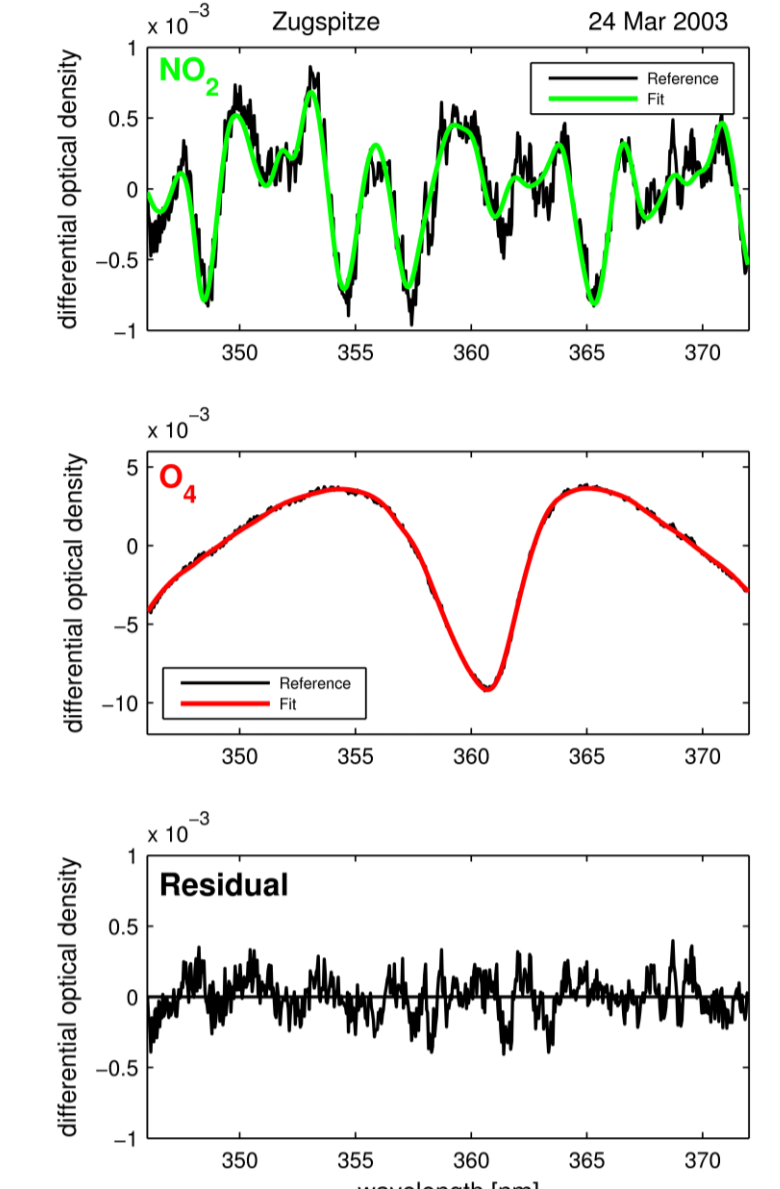 x 10⁻³ Zugspitze 24 Mar 2003
NO₂
Reference
Fit
differential optical density
1
0.5
0
−0.5
−1
350 355 360 365 370
x 10⁻³
O₄
Reference
Fit
differential optical density
5
0
−5
−10
350 355 360 365 370
x 10⁻³
Residual
differential optical density
1
0.5
0
−0.5
−1
350 355 360 365 370
wavelength [nm]